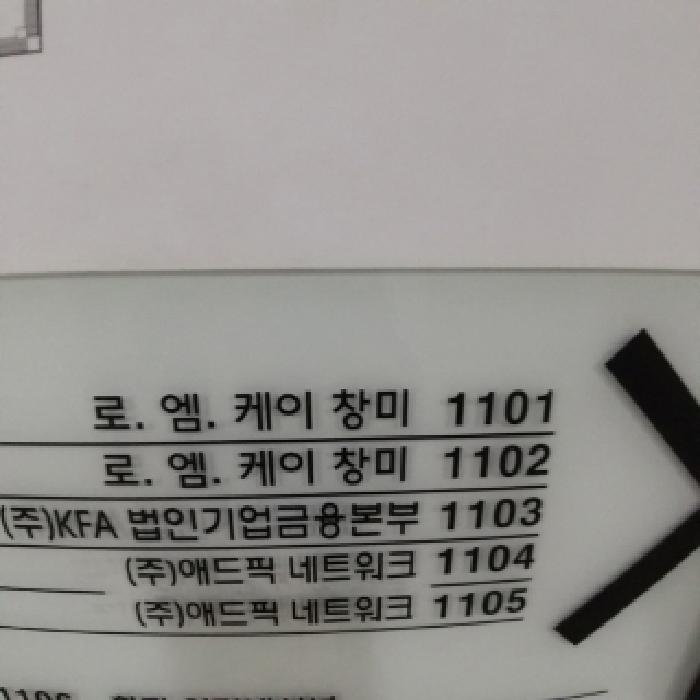 로. 엠. 케이 창미 1101
로. 엠. 케이 창미 1102
(주)KFA 법인기업금융본부 1103
(주)애드픽 네트워크 1104
(주)애드픽 네트워크 1105